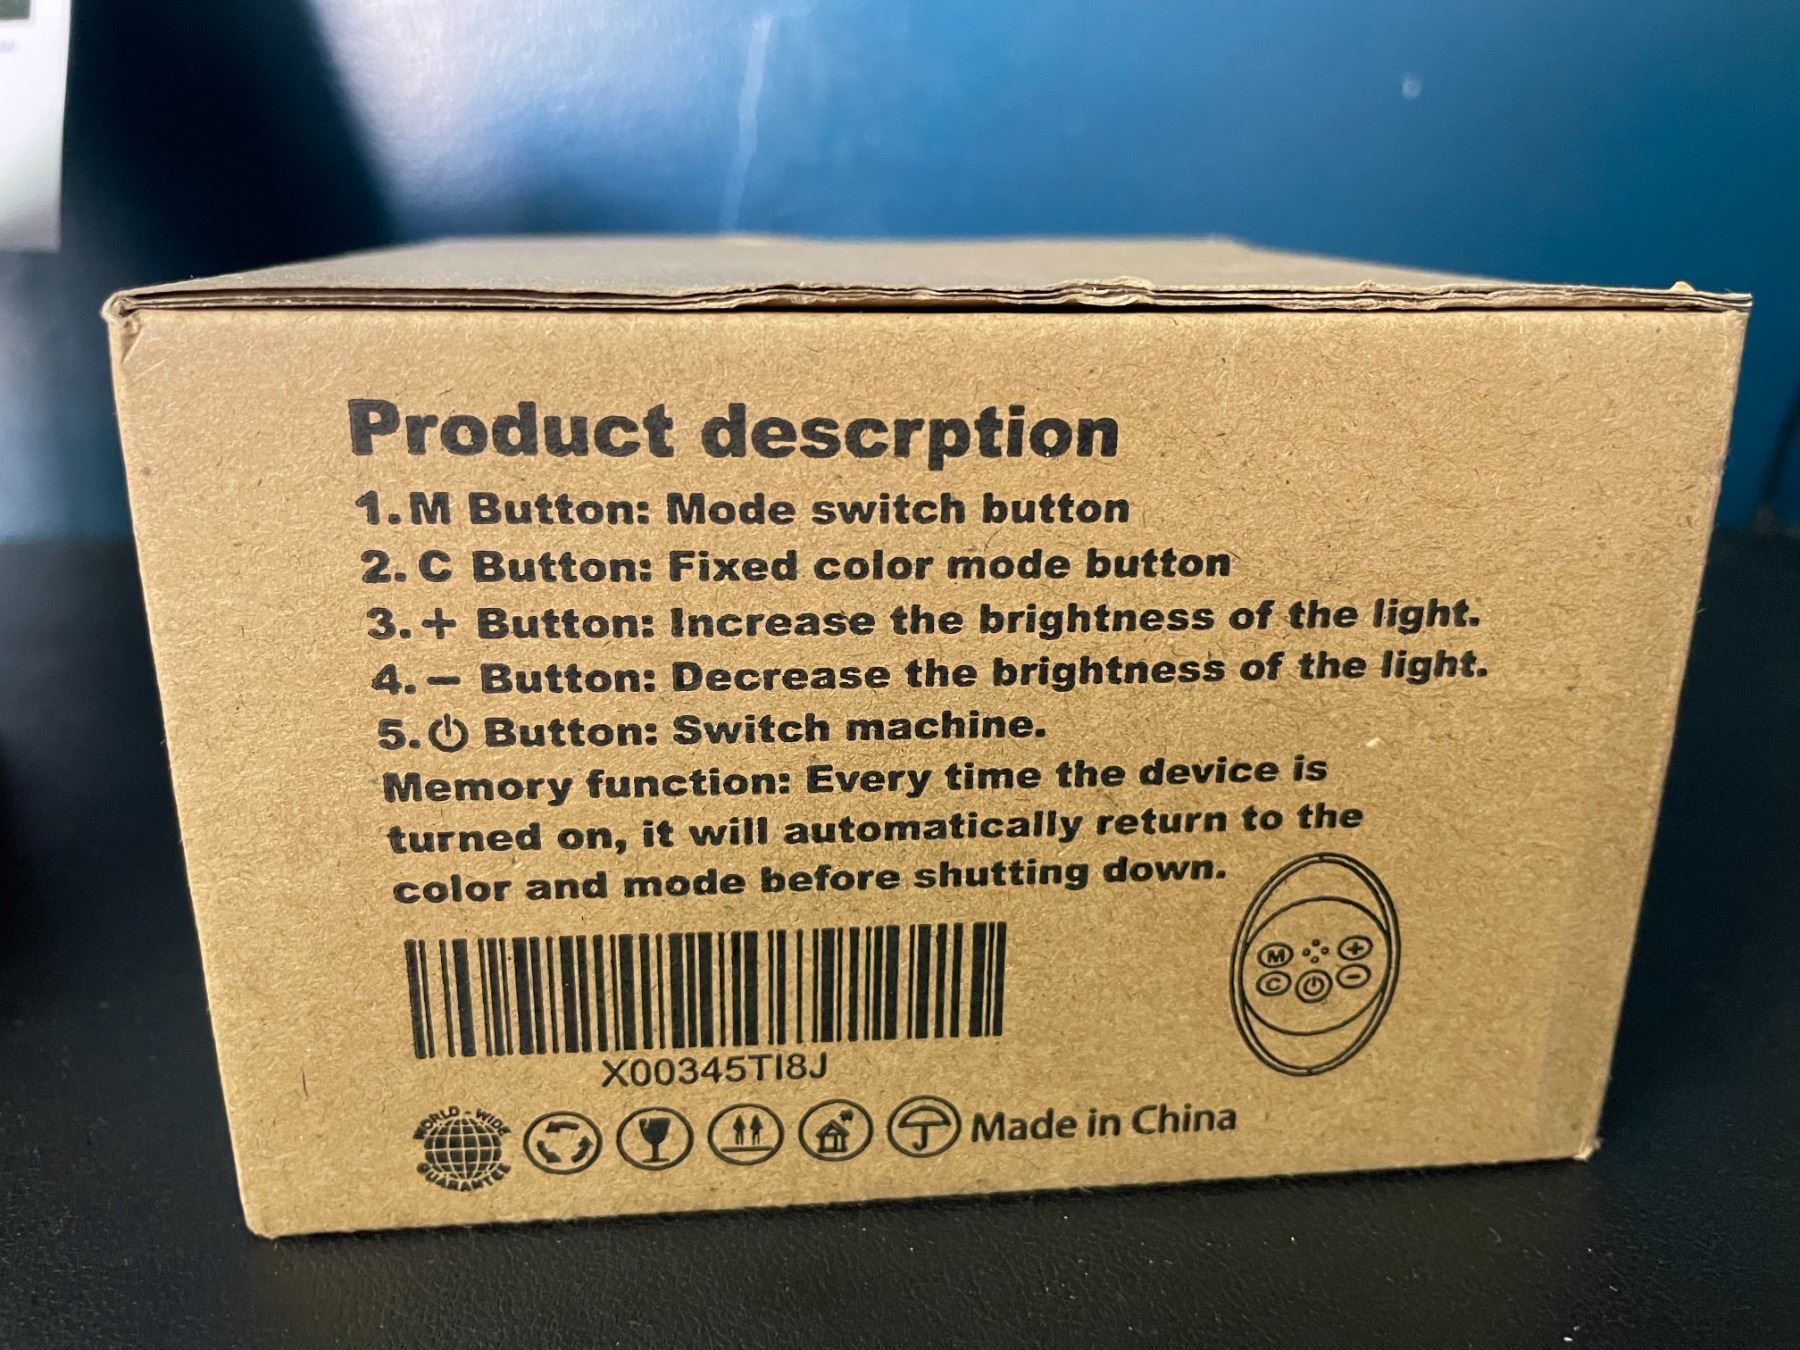 Product descrption
1. M Button: Mode switch button
2. C Button: Fixed color mode button
3. + Button: Increase the brightness of the light.
4. — Button: Decrease the brightness of the light.
5. ⏻ Button: Switch machine.
Memory function: Every time the device is
turned on, it will automatically return to the
color and mode before shutting down.
M +
C ⏻ −
X00345TI8J
WORLD-WIDE
GUARANTEE
Made in China